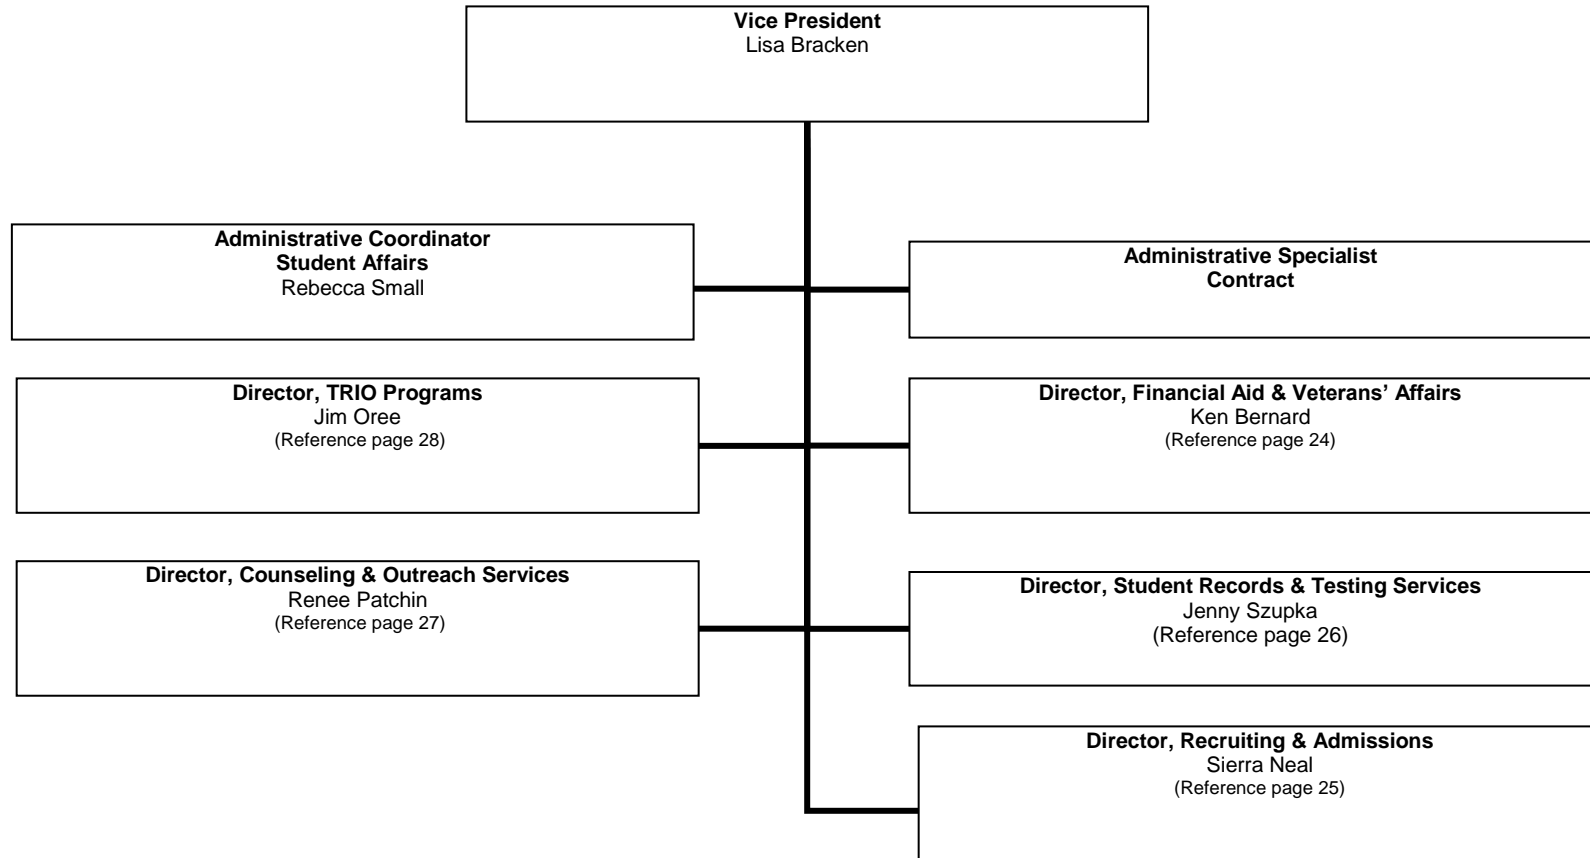 Vice President
Lisa Bracken
Administrative Coordinator
Student Affairs
Rebecca Small
Administrative Specialist
Contract
Director, TRIO Programs
Jim Oree
(Reference page 28)
Director, Financial Aid & Veterans’ Affairs
Ken Bernard
(Reference page 24)
Director, Counseling & Outreach Services
Renee Patchin
(Reference page 27)
Director, Student Records & Testing Services
Jenny Szupka
(Reference page 26)
Director, Recruiting & Admissions
Sierra Neal
(Reference page 25)